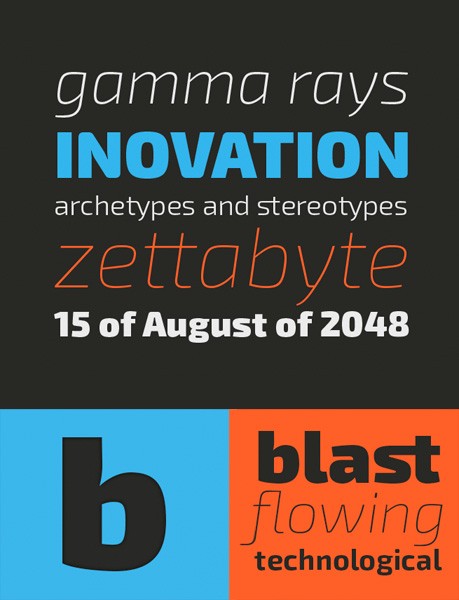 gamma rays
INOVATION
archetypes and stereotypes
zettabyte
15 of August of 2048
b
blast
flowing
technological